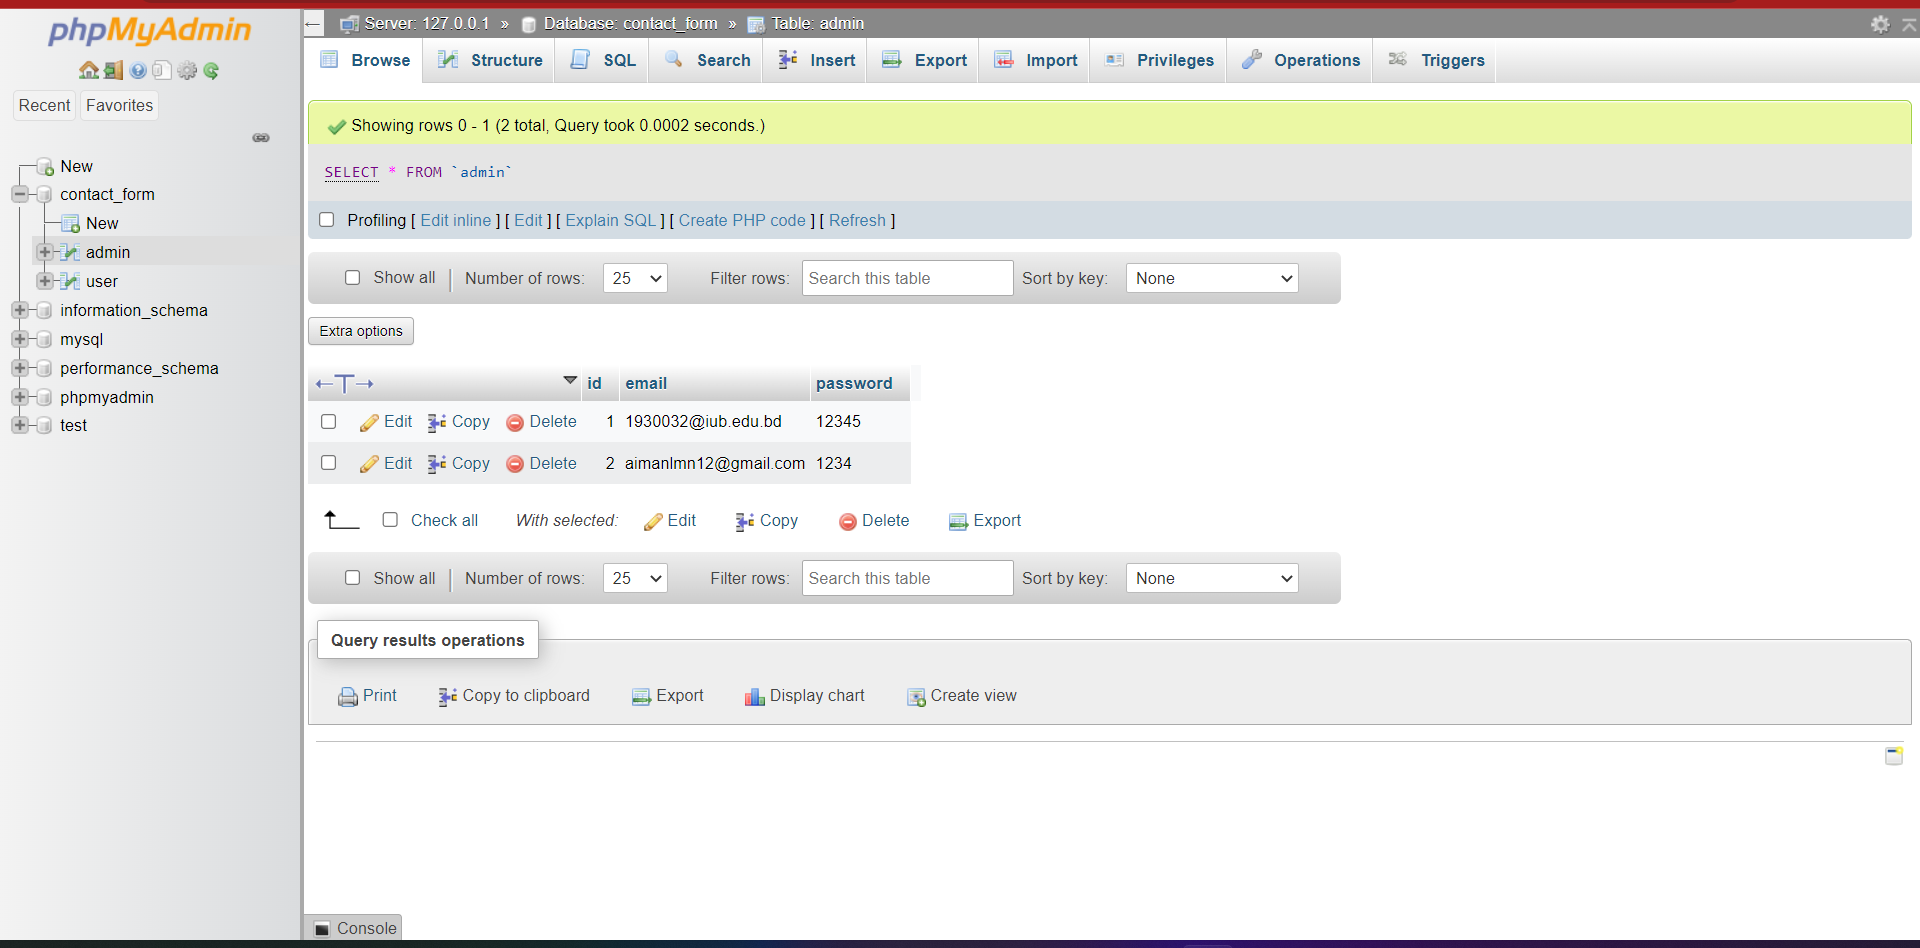 phpMyAdmin
Recent Favorites
New
contact_form
New
admin
user
information_schema
mysql
performance_schema
phpmyadmin
test
Server: 127.0.0.1 » Database: contact_form » Table: admin
Browse Structure SQL Search Insert Export Import Privileges Operations Triggers
Showing rows 0 - 1 (2 total, Query took 0.0002 seconds.)
SELECT * FROM `admin`
Profiling [ Edit inline ] [ Edit ] [ Explain SQL ] [ Create PHP code ] [ Refresh ]
Show all | Number of rows: 25 Filter rows: Search this table Sort by key: None
Extra options
←T→ id email password
Edit Copy Delete 1 1930032@iub.edu.bd 12345
Edit Copy Delete 2 aimanlmn12@gmail.com 1234
Check all With selected: Edit Copy Delete Export
Show all | Number of rows: 25 Filter rows: Search this table Sort by key: None
Query results operations
Print Copy to clipboard Export Display chart Create view
Console